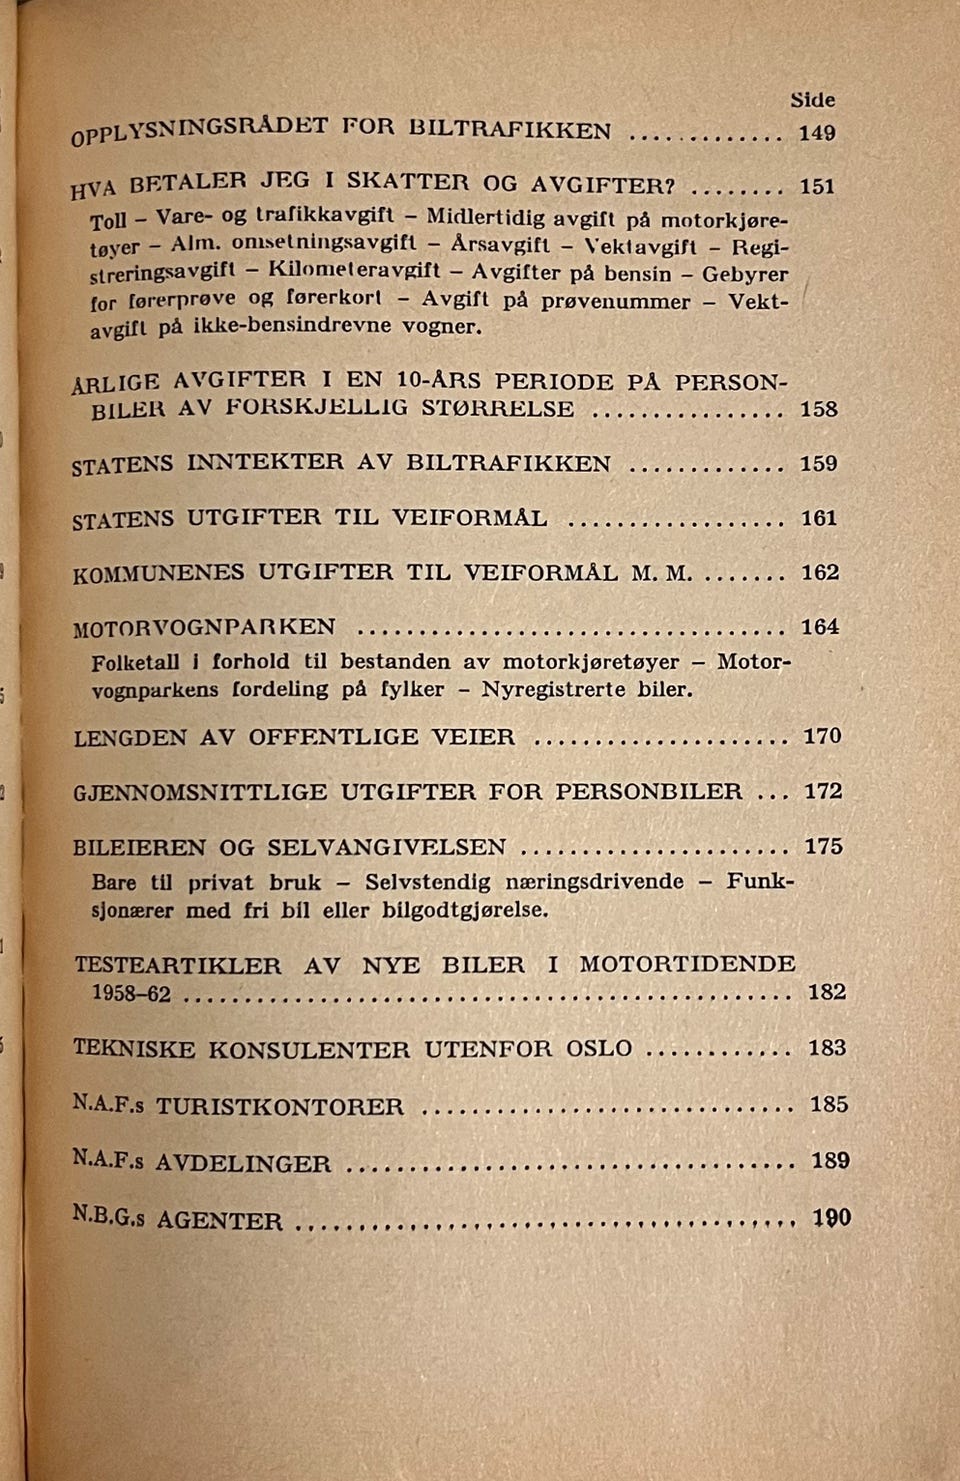 Side
OPPLYSNINGSRÅDET FOR BILTRAFIKKEN ............. 149
HVA BETALER JEG I SKATTER OG AVGIFTER? ........ 151
Toll – Vare- og trafikkavgift – Midlertidig avgift på motorkjøre-
tøyer – Alm. omsetningsavgift – Årsavgift – Vektavgift – Regi-
streringsavgift – Kilometeravgift – Avgifter på bensin – Gebyrer
for førerprøve og førerkort – Avgift på prøvenummer – Vekt-
avgift på ikke-bensindrevne vogner.
ÅRLIGE AVGIFTER I EN 10-ÅRS PERIODE PÅ PERSON-
BILER AV FORSKJELLIG STØRRELSE ................ 158
STATENS INNTEKTER AV BILTRAFIKKEN ............. 159
STATENS UTGIFTER TIL VEIFORMÅL .................. 161
KOMMUNENES UTGIFTER TIL VEIFORMÅL M. M. ....... 162
MOTORVOGNPARKEN ................................... 164
Folketall i forhold til bestanden av motorkjøretøyer – Motor-
vognparkens fordeling på fylker – Nyregistrerte biler.
LENGDEN AV OFFENTLIGE VEIER ..................... 170
GJENNOMSNITTLIGE UTGIFTER FOR PERSONBILER ... 172
BILEIEREN OG SELVANGIVELSEN ...................... 175
Bare til privat bruk – Selvstendig næringsdrivende – Funk-
sjonærer med fri bil eller bilgodtgjørelse.
TESTEARTIKLER AV NYE BILER I MOTORTIDENDE
1958–62 .................................................. 182
TEKNISKE KONSULENTER UTENFOR OSLO ............ 183
N.A.F.s TURISTKONTORER .............................. 185
N.A.F.s AVDELINGER .................................... 189
N.B.G.s AGENTER ........................................ 190